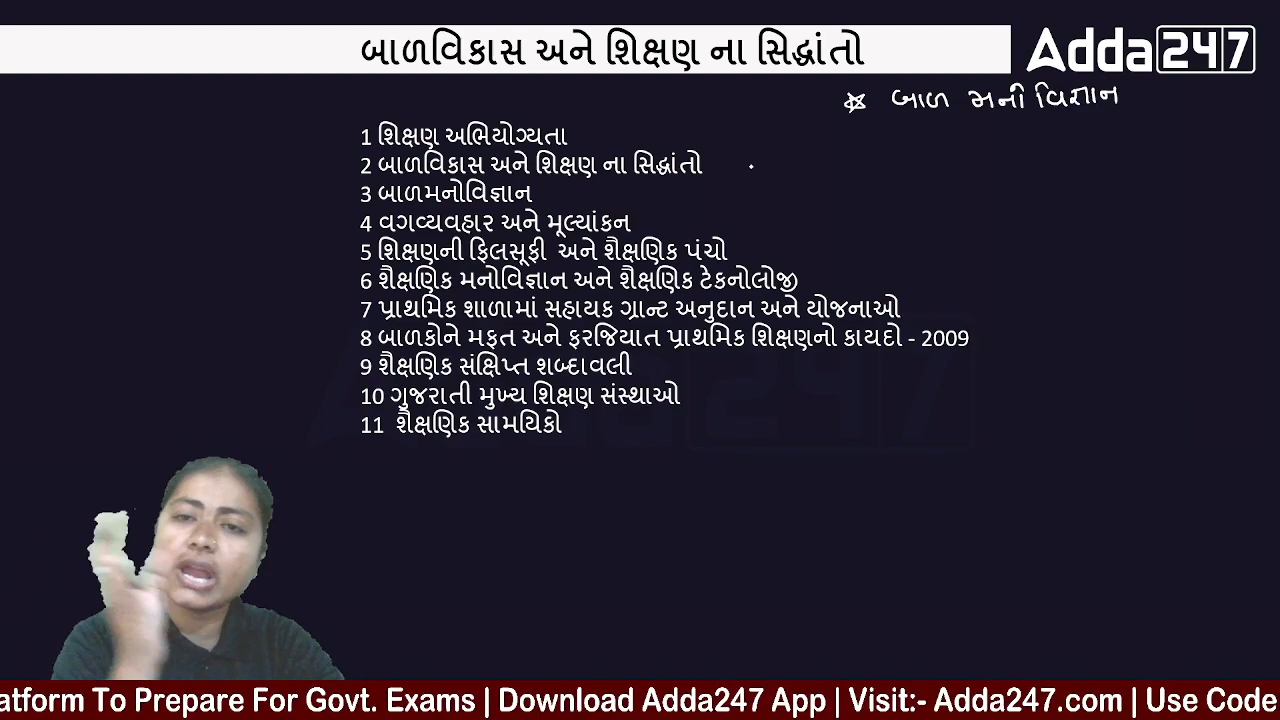 બાળવિકાસ અને શિક્ષણ ના સિદ્ધાંતો
Adda247
બાળ મનોવિજ્ઞાન
1 શિક્ષણ અભિયોગ્યતા
2 બાળવિકાસ અને શિક્ષણ ના સિદ્ધાંતો
3 બાળમનોવિજ્ઞાન
4 વગવ્યવહાર અને મૂલ્યાંકન
5 શિક્ષણની ફિલસૂફી અને શૈક્ષણિક પંચો
6 શૈક્ષણિક મનોવિજ્ઞાન અને શૈક્ષણિક ટેકનોલોજી
7 પ્રાથમિક શાળામાં સહાયક ગ્રાન્ટ અનુદાન અને યોજનાઓ
8 બાળકોને મફત અને ફરજિયાત પ્રાથમિક શિક્ષણનો કાયદો - 2009
9 શૈક્ષણિક સંક્ષિપ્ત શબ્દાવલી
10 ગુજરાતી મુખ્ય શિક્ષણ સંસ્થાઓ
11 શૈક્ષણિક સામયિકો
atform To Prepare For Govt. Exams | Download Adda247 App | Visit:- Adda247.com | Use Code